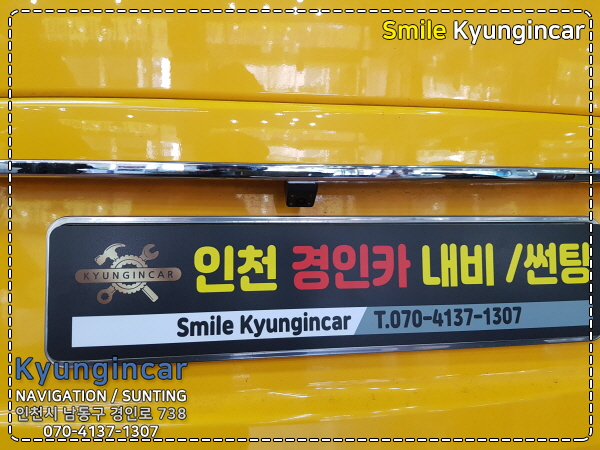 Smile Kyungincar
KYUNGINCAR
인천 경인카 내비 /썬팅
Smile Kyungincar T.070-4137-1307
Kyungincar
NAVIGATION / SUNTING
인천시 남동구 경인로 738
070-4137-1307